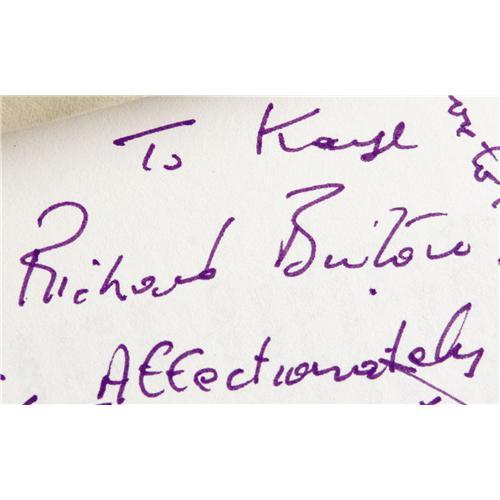 To Kaye
Richard Burton
Affectionately